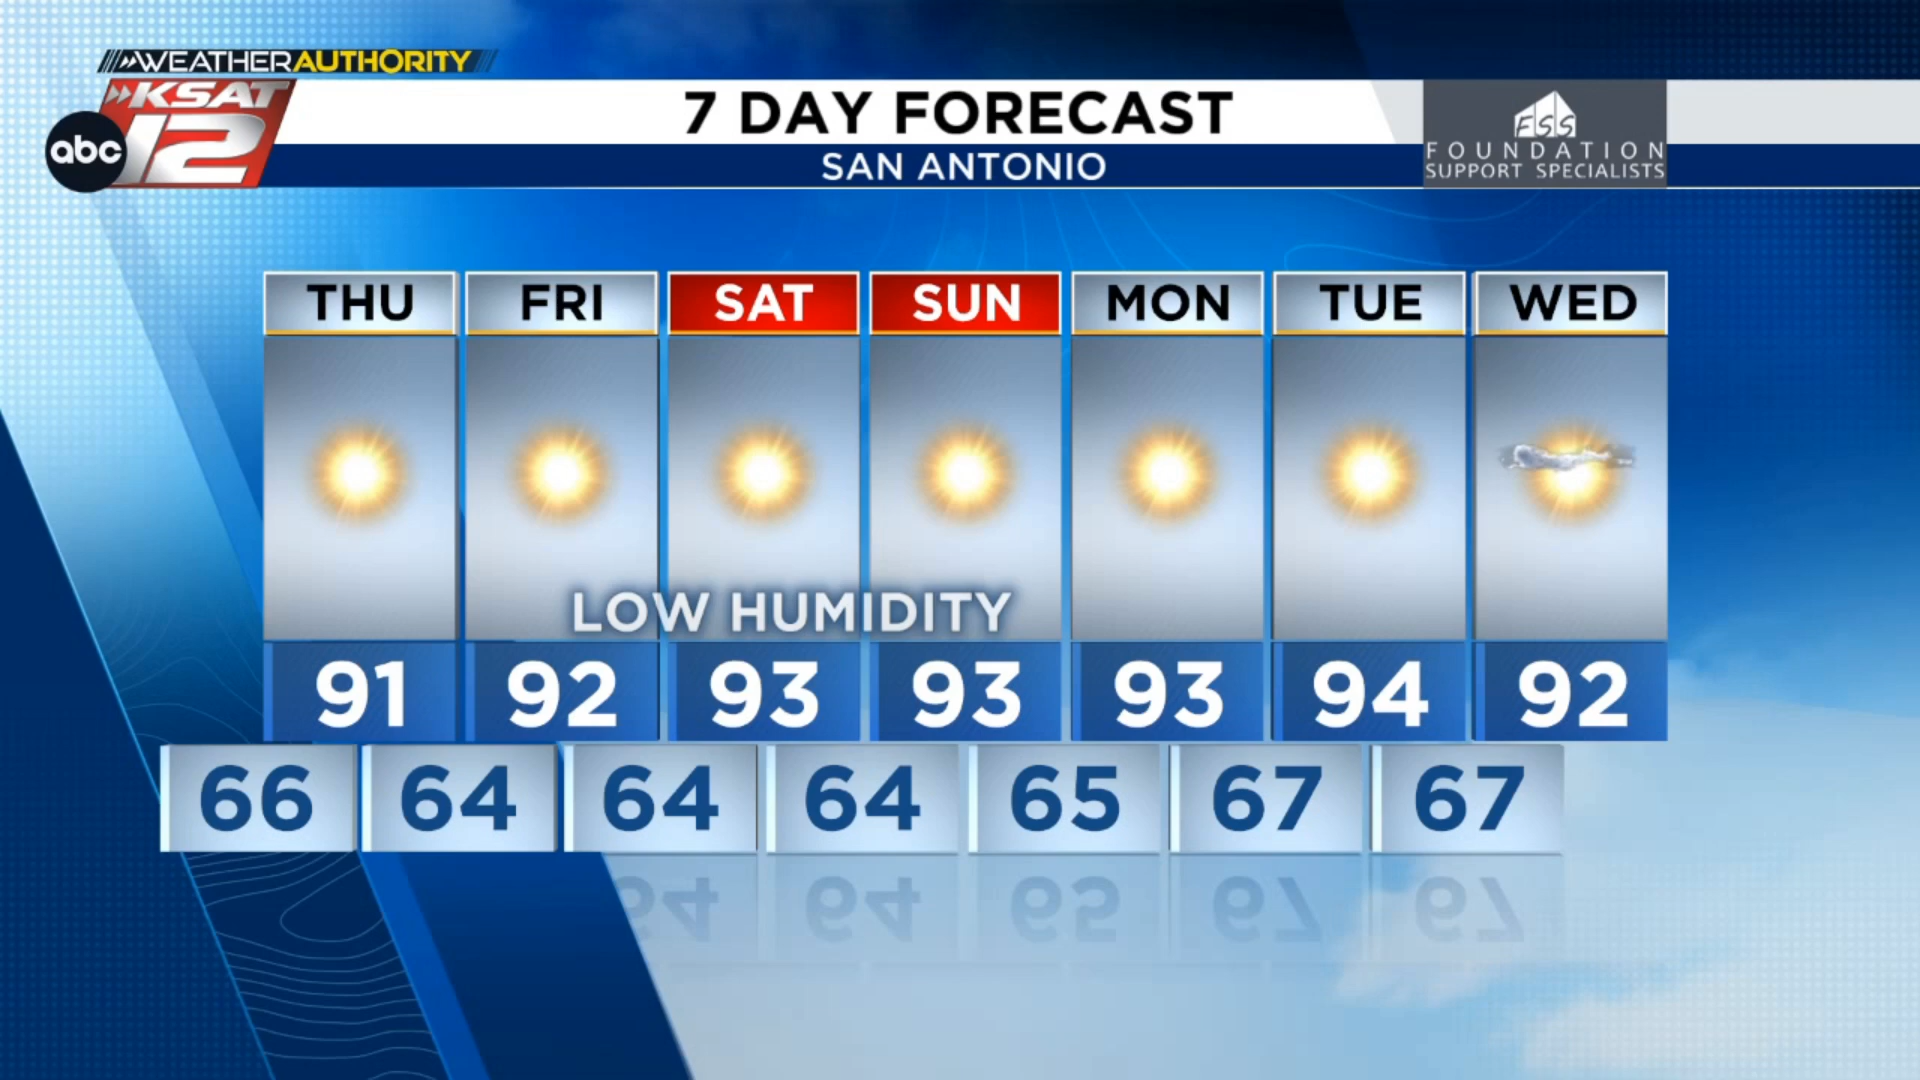 WEATHERAUTHORITY
KSAT
12
abc
7 DAY FORECAST
SAN ANTONIO
FSS
FOUNDATION
SUPPORT SPECIALISTS
THU FRI SAT SUN MON TUE WED
LOW HUMIDITY
91 92 93 93 93 94 92
66 64 64 64 65 67 67